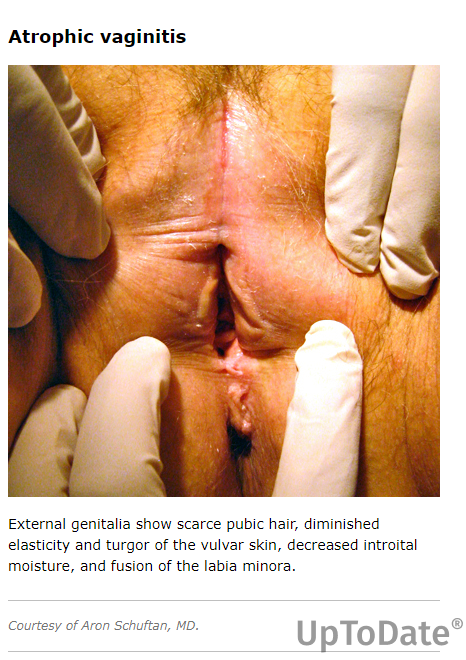 Atrophic vaginitis
External genitalia show scarce pubic hair, diminished
elasticity and turgor of the vulvar skin, decreased introital
moisture, and fusion of the labia minora.
Courtesy of Aron Schuftan, MD.
UpToDate®